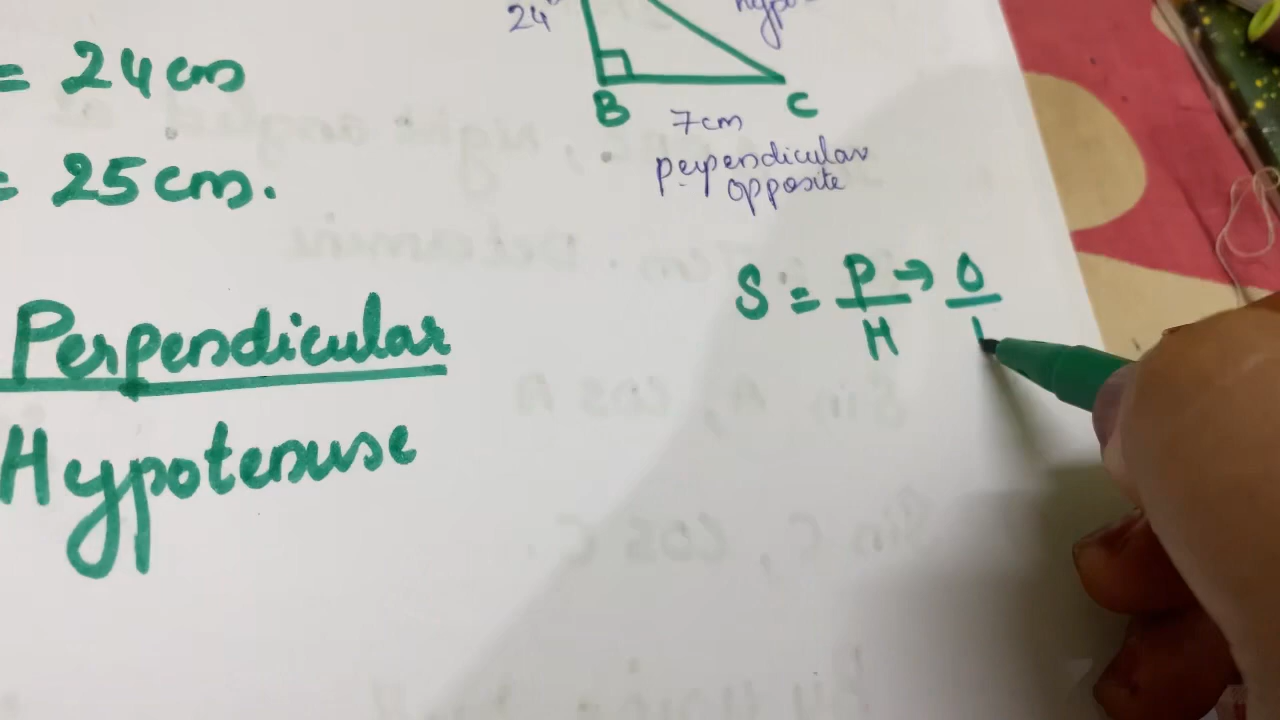 24
hypo
= 24cm
B
C
7cm
= 25cm.
perpendicular
opposite
S = P → O
H
Perpendicular
Hypotenuse